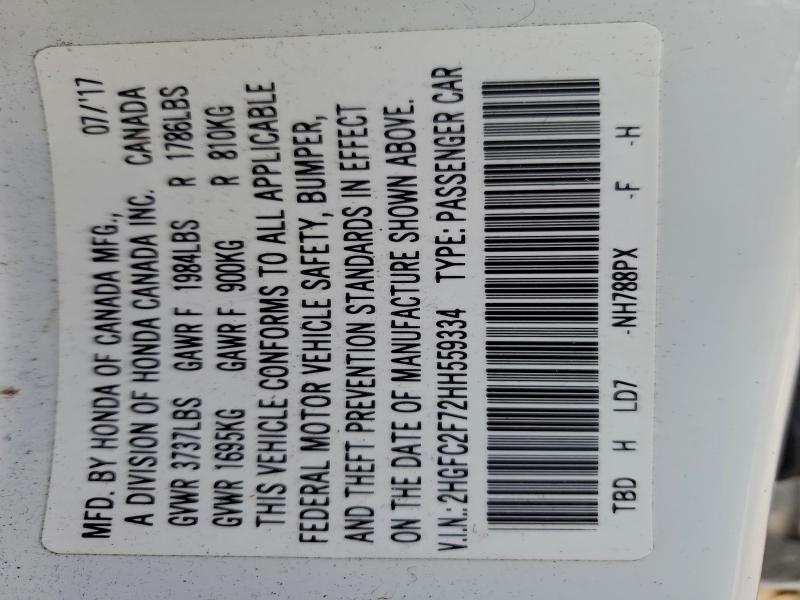 MFD. BY HONDA OF CANADA MFG., 07/'17
A DIVISION OF HONDA CANADA INC. CANADA
GVWR 3737LBS GAWR F 1984LBS R 1786LBS
GVWR 1695KG GAWR F 900KG R 810KG
THIS VEHICLE CONFORMS TO ALL APPLICABLE
FEDERAL MOTOR VEHICLE SAFETY, BUMPER,
AND THEFT PREVENTION STANDARDS IN EFFECT
ON THE DATE OF MANUFACTURE SHOWN ABOVE.
V.I.N.: 2HGFC2F72HH559334 TYPE: PASSENGER CAR
TBD H LD7 -NH788PX -F -H